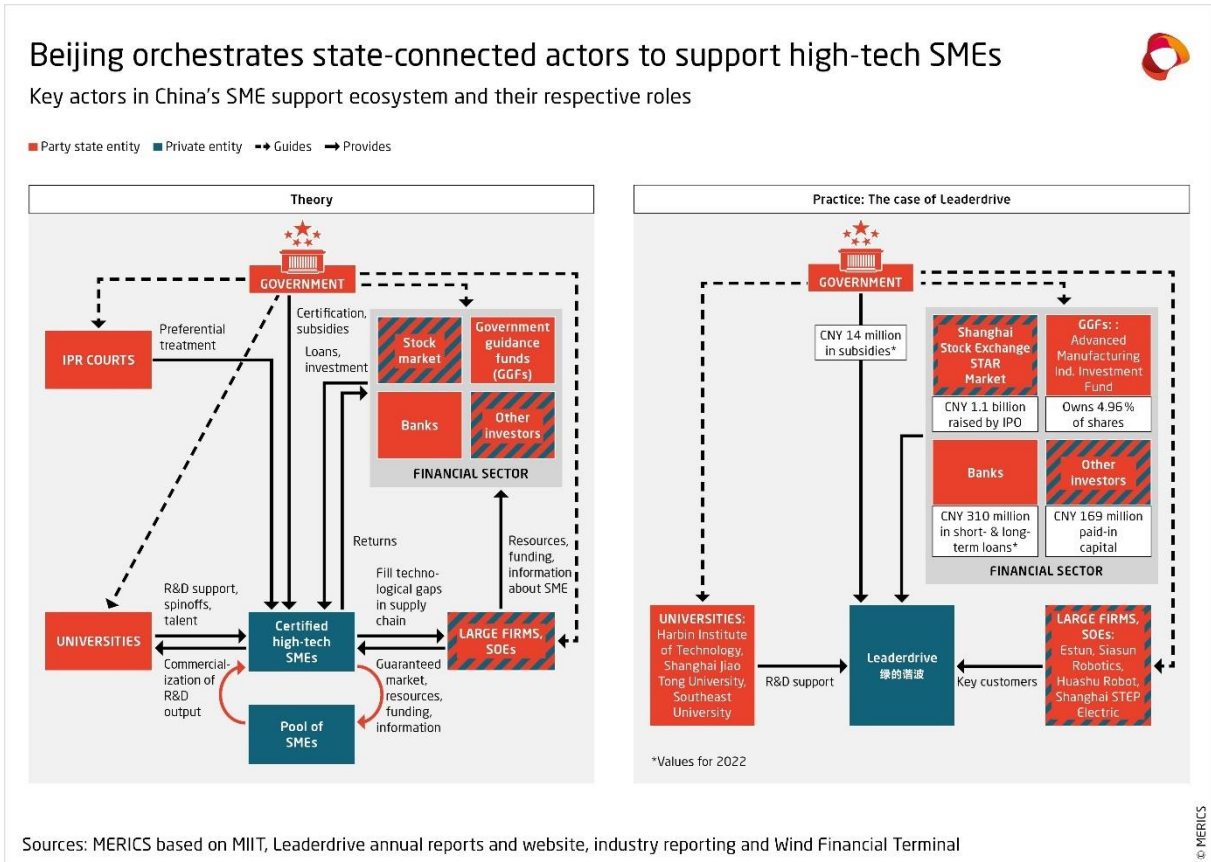 Beijing orchestrates state-connected actors to support high-tech SMEs
Key actors in China's SME support ecosystem and their respective roles
Party state entity Private entity Guides Provides
Theory
GOVERNMENT
IPR COURTS
Preferential
treatment
Certification,
subsidies
Loans,
investment
Stock
market
Government
guidance
funds
(GGFs)
Banks
Other
investors
FINANCIAL SECTOR
Returns
Resources,
funding,
information
about SME
Fill techno-
logical gaps
in supply
chain
R&D support,
spinoffs,
talent
UNIVERSITIES
Certified
high-tech
SMEs
LARGE FIRMS,
SOEs
Commercial-
ization of
R&D
output
Guaranteed
market,
resources,
funding,
information
Pool of
SMEs
Practice: The case of Leaderdrive
GOVERNMENT
CNY 14 million
in subsidies*
Shanghai
Stock Exchange
STAR
Market
CNY 1.1 billion
raised by IPO
GGFs: :
Advanced
Manufacturing
Ind. Investment
Fund
Owns 4.96 %
of shares
Banks
CNY 310 million
in short- & long-
term loans*
Other
investors
CNY 169 million
paid-in
capital
FINANCIAL SECTOR
UNIVERSITIES:
Harbin Institute
of Technology,
Shanghai Jiao
Tong University,
Southeast
University
R&D support
Leaderdrive
绿的谐波
Key customers
LARGE FIRMS,
SOEs:
Estun, Siasun
Robotics,
Huashu Robot,
Shanghai STEP
Electric
*Values for 2022
Sources: MERICS based on MIIT, Leaderdrive annual reports and website, industry reporting and Wind Financial Terminal
© MERICS